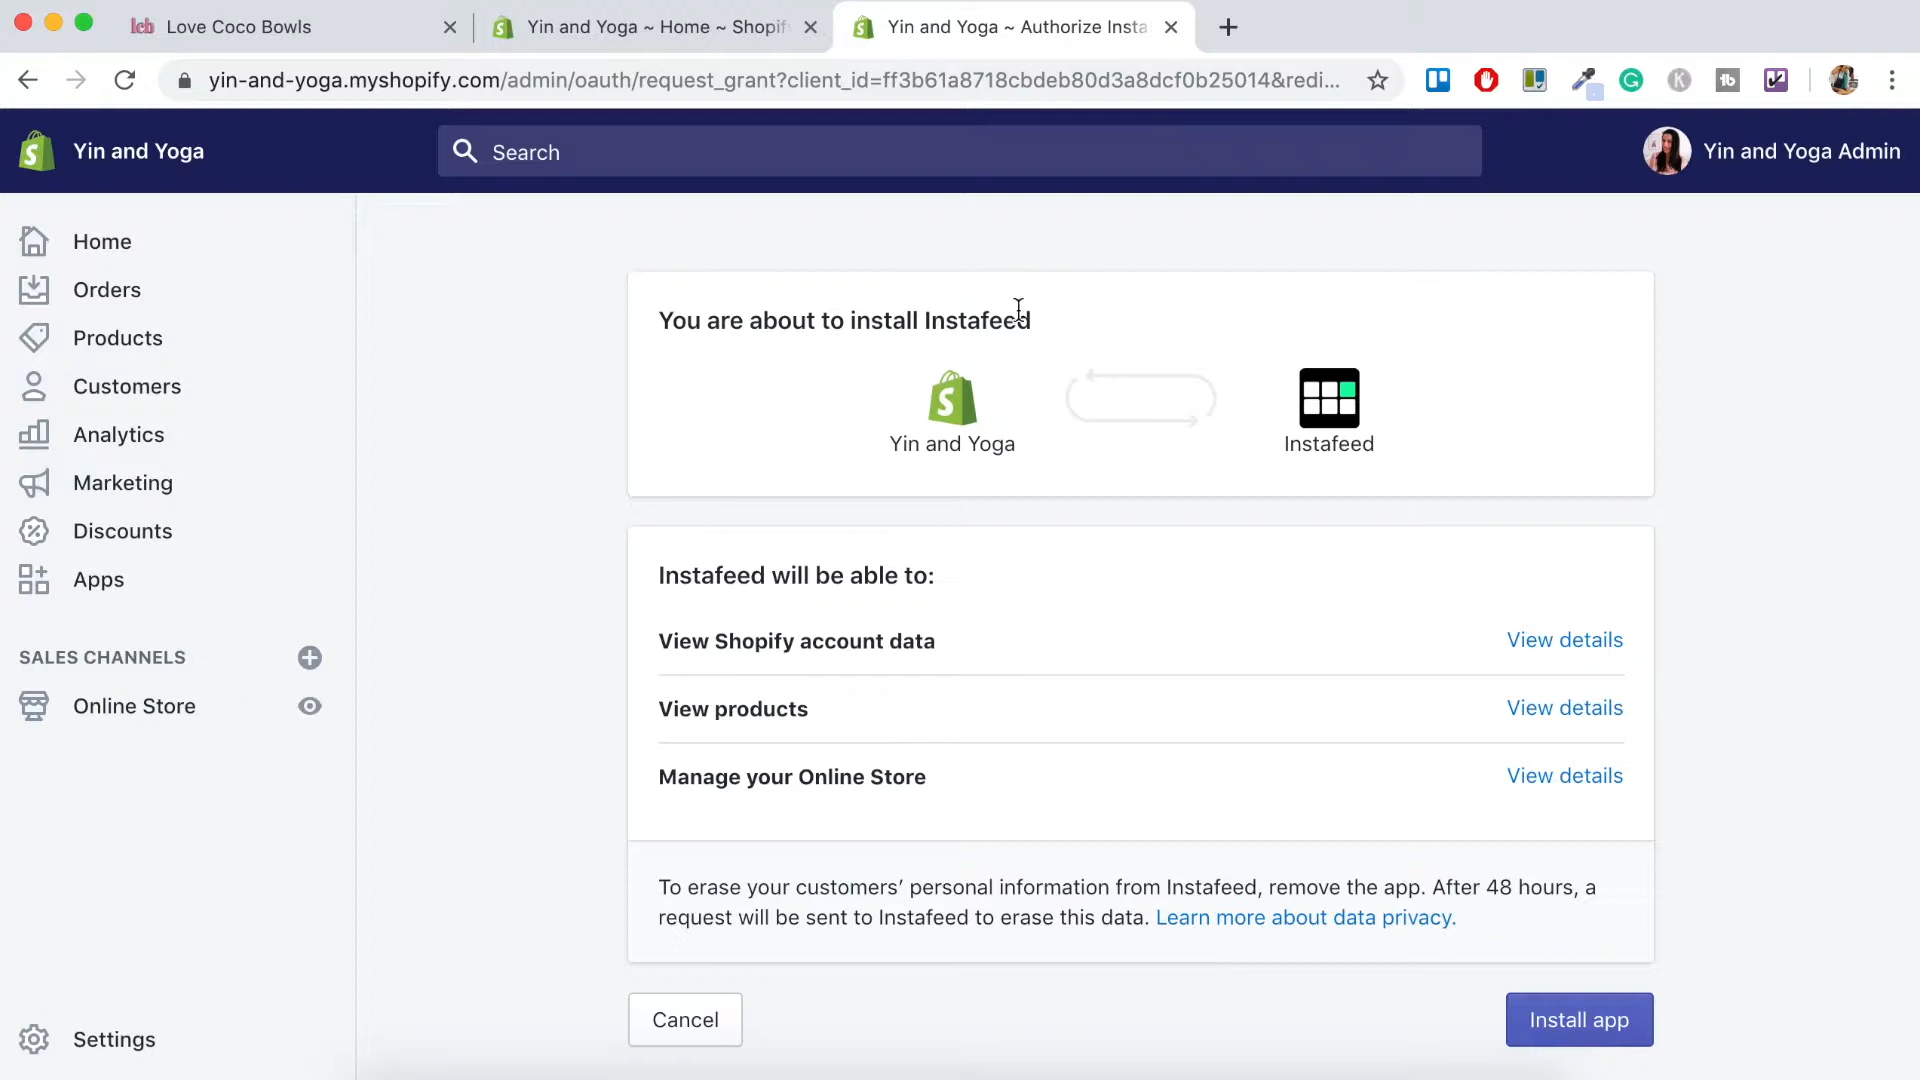 Love Coco Bowls
Yin and Yoga ~ Home ~ Shopif
Yin and Yoga ~ Authorize Insta
yin-and-yoga.myshopify.com/admin/oauth/request_grant?client_id=ff3b61a8718cbdeb80d3a8dcf0b25014&redi...
Yin and Yoga
Search
Yin and Yoga Admin
Home
Orders
Products
Customers
Analytics
Marketing
Discounts
Apps
SALES CHANNELS
Online Store
Settings
You are about to install Instafeed
Yin and Yoga
Instafeed
Instafeed will be able to:
View Shopify account data
View details
View products
View details
Manage your Online Store
View details
To erase your customers’ personal information from Instafeed, remove the app. After 48 hours, a
request will be sent to Instafeed to erase this data. Learn more about data privacy.
Cancel
Install app